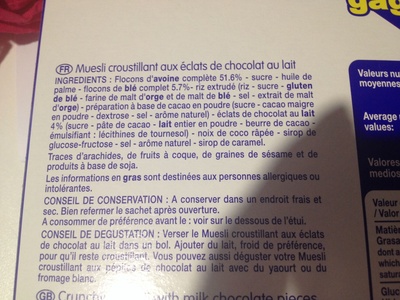 gag
FR Muesli croustillant aux éclats de chocolat au lait
INGREDIENTS : Flocons d'avoine complète 51.6% - sucre - huile de
palme - flocons de blé complet 5.7%- riz extrudé (riz - sucre - gluten
de blé - farine de malt d'orge et de malt de blé - sel - extrait de malt
d'orge) - préparation à base de cacao en poudre (sucre - cacao maigre
en poudre - dextrose - sel - arôme naturel) - éclats de chocolat au lait
4% (sucre - pâte de cacao - lait entier en poudre - beurre de cacao -
émulsifiant : lécithines de tournesol) - noix de coco râpée - sirop de
glucose-fructose - sel - arôme naturel - sirop de caramel.
Traces d'arachides, de fruits à coque, de graines de sésame et de
produits à base de soja.
Les informations en gras sont destinées aux personnes allergiques ou
intolérantes.
CONSEIL DE CONSERVATION : A conserver dans un endroit frais et
sec. Bien refermer le sachet après ouverture.
A consommer de préférence avant le : voir sur le dessous de l'étui.
CONSEIL DE DEGUSTATION : Verser le Muesli croustillant aux éclats
de chocolat au lait dans un bol. Ajouter du lait, froid de préférence,
pour qu'il reste croustillant. Vous pouvez aussi déguster votre Muesli
croustillant aux pépites de chocolat au lait avec du yaourt ou du
fromage blanc.
GB Crunchy with milk chocolate pieces
Valeurs nu
moyennes
Average
values:
Valores
medios
Valeur
/ Valor
Matiè
Grasa
dont a
which
satura
Gluc